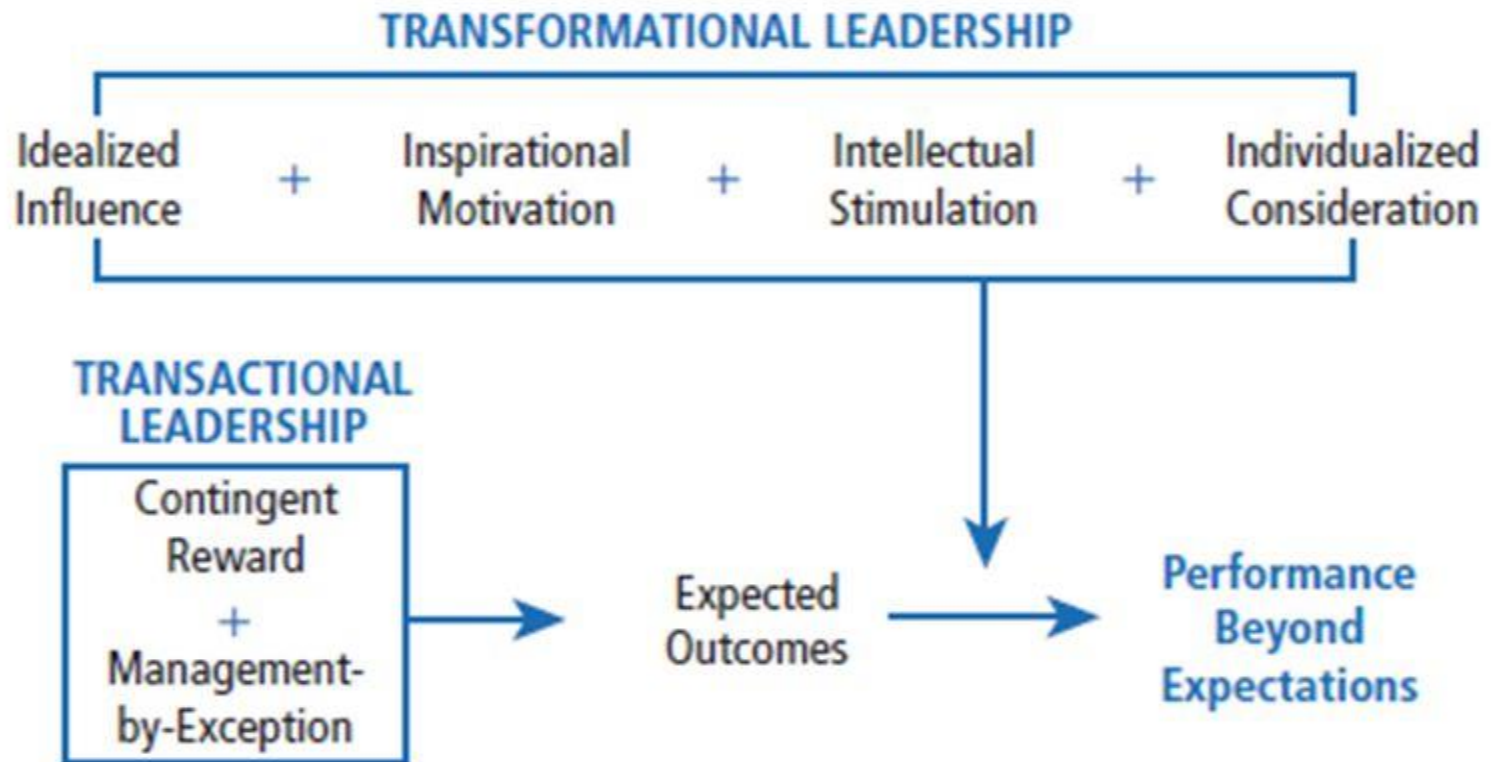 TRANSFORMATIONAL LEADERSHIP
Idealized
Influence
+
Inspirational
Motivation
+
Intellectual
Stimulation
+
Individualized
Consideration
TRANSACTIONAL
LEADERSHIP
Contingent
Reward
+
Management-
by-Exception
Expected
Outcomes
Performance
Beyond
Expectations